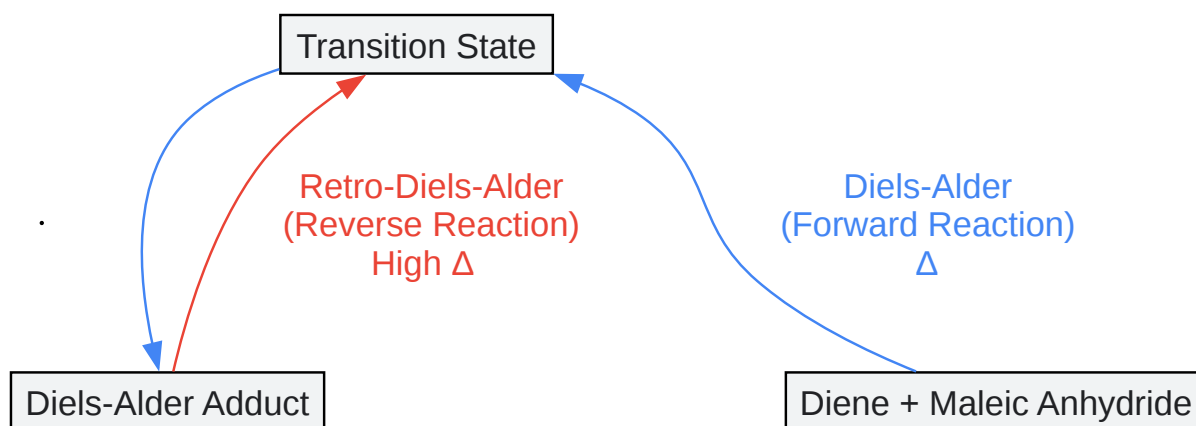 Transition State
Retro-Diels-Alder
(Reverse Reaction)
High Δ
Diels-Alder
(Forward Reaction)
Δ
.
Diels-Alder Adduct
Diene + Maleic Anhydride